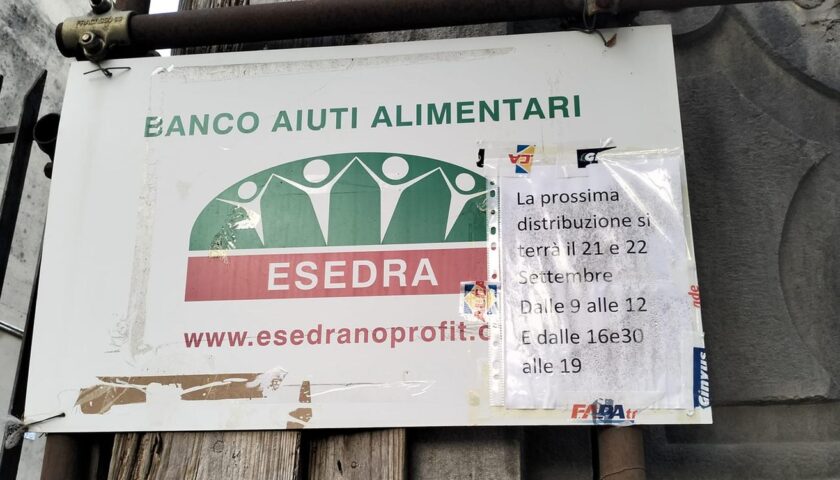 BANCO AIUTI ALIMENTARI
ESEDRA
www.esedranoprofit.
La prossima
distribuzione si
terrà il 21 e 22
Settembre
Dalle 9 alle 12
E dalle 16e30
alle 19
Ginvus